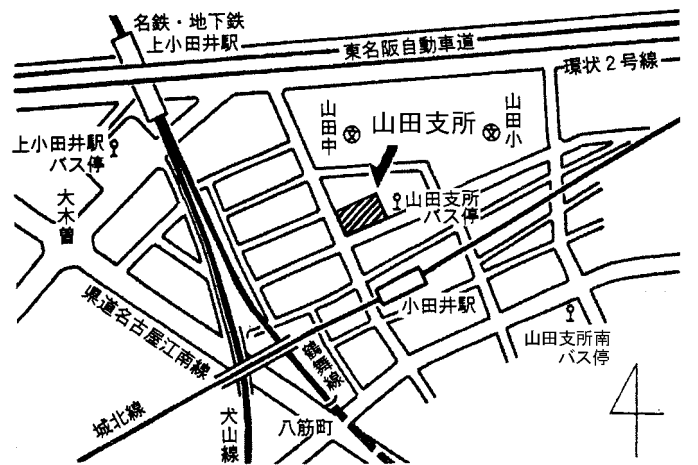 名鉄・地下鉄
上小田井駅
東名阪自動車道
環状2号線
山田中
山田支所
山田小
上小田井駅
バス停
大木曽
山田支所
バス停
県道名古屋江南線
小田井駅
鶴舞線
山田支所南
バス停
城北線
犬山線
八筋町